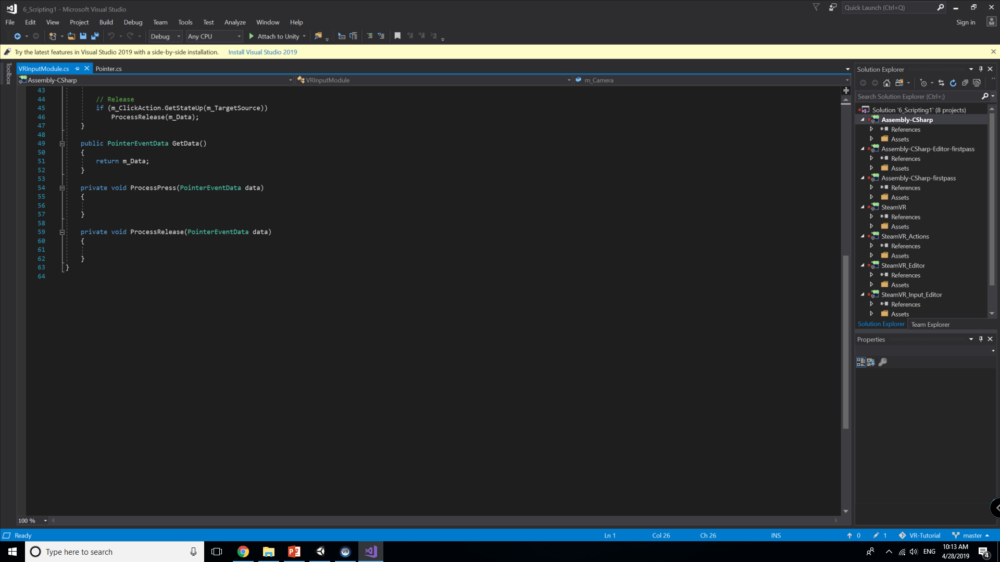 6_Scripting1 - Microsoft Visual Studio
Quick Launch (Ctrl+Q)
File Edit View Project Build Debug Team Tools Test Analyze Window Help
Sign in
Debug Any CPU Attach to Unity
Try the latest features in Visual Studio 2019 with a side-by-side installation. Install Visual Studio 2019
Toolbox
VRInputModule.cs Pointer.cs
Assembly-CSharp VRInputModule m_Camera
43
44 // Release
45 if (m_ClickAction.GetStateUp(m_TargetSource))
46 ProcessRelease(m_Data);
47 }
48
49 public PointerEventData GetData()
50 {
51 return m_Data;
52 }
53
54 private void ProcessPress(PointerEventData data)
55 {
56
57 }
58
59 private void ProcessRelease(PointerEventData data)
60 {
61
62 }
63 }
64
100 %
Solution Explorer
Search Solution Explorer (Ctrl+;)
Solution '6_Scripting1' (8 projects)
Assembly-CSharp
References
Assets
Assembly-CSharp-Editor-firstpass
References
Assets
Assembly-CSharp-firstpass
References
Assets
SteamVR
References
Assets
SteamVR_Actions
References
Assets
SteamVR_Editor
References
Assets
SteamVR_Input_Editor
References
Assets
Solution Explorer Team Explorer
Properties
Ready Ln 1 Col 26 Ch 26 INS 0 1 VR-Tutorial master
Type here to search
VR
ENG
10:13 AM
4/28/2019
4